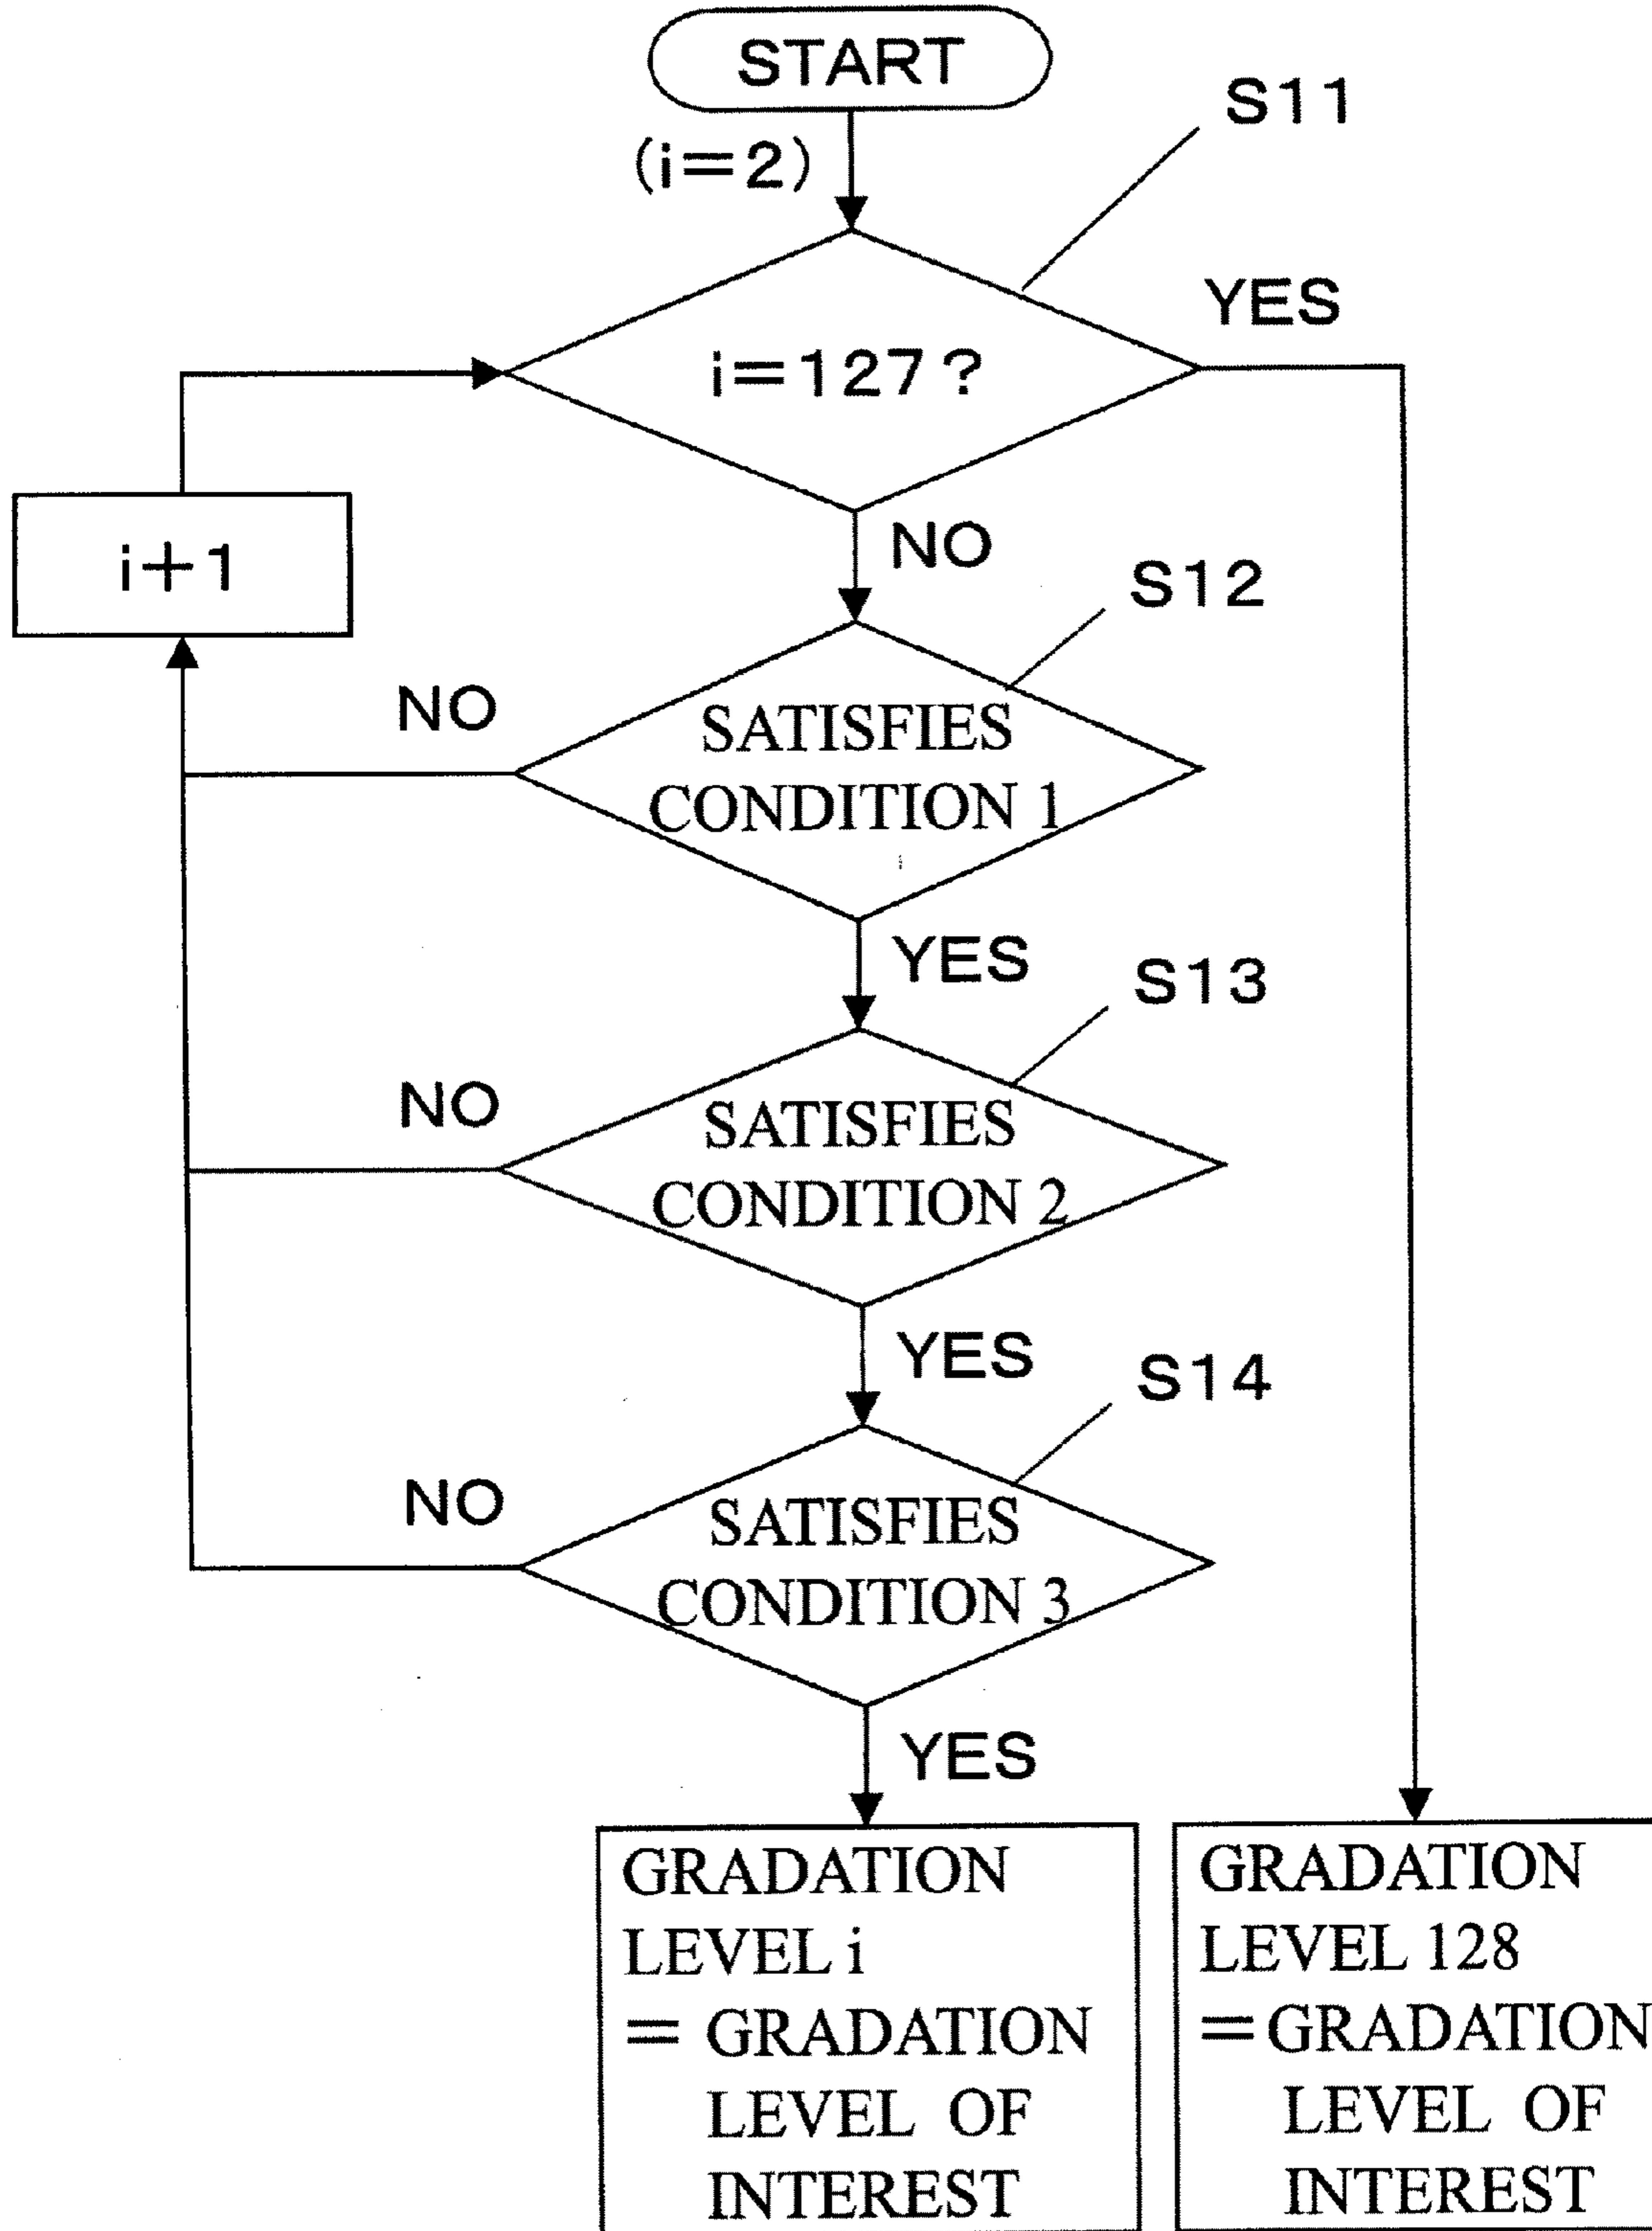 START
(i=2)
S11
YES
i=127?
i+1
NO
S12
NO
SATISFIES
CONDITION 1
YES
S13
NO
SATISFIES
CONDITION 2
YES
S14
NO
SATISFIES
CONDITION 3
YES
GRADATION
LEVEL i
= GRADATION
LEVEL OF
INTEREST
GRADATION
LEVEL 128
=GRADATION
LEVEL OF
INTEREST